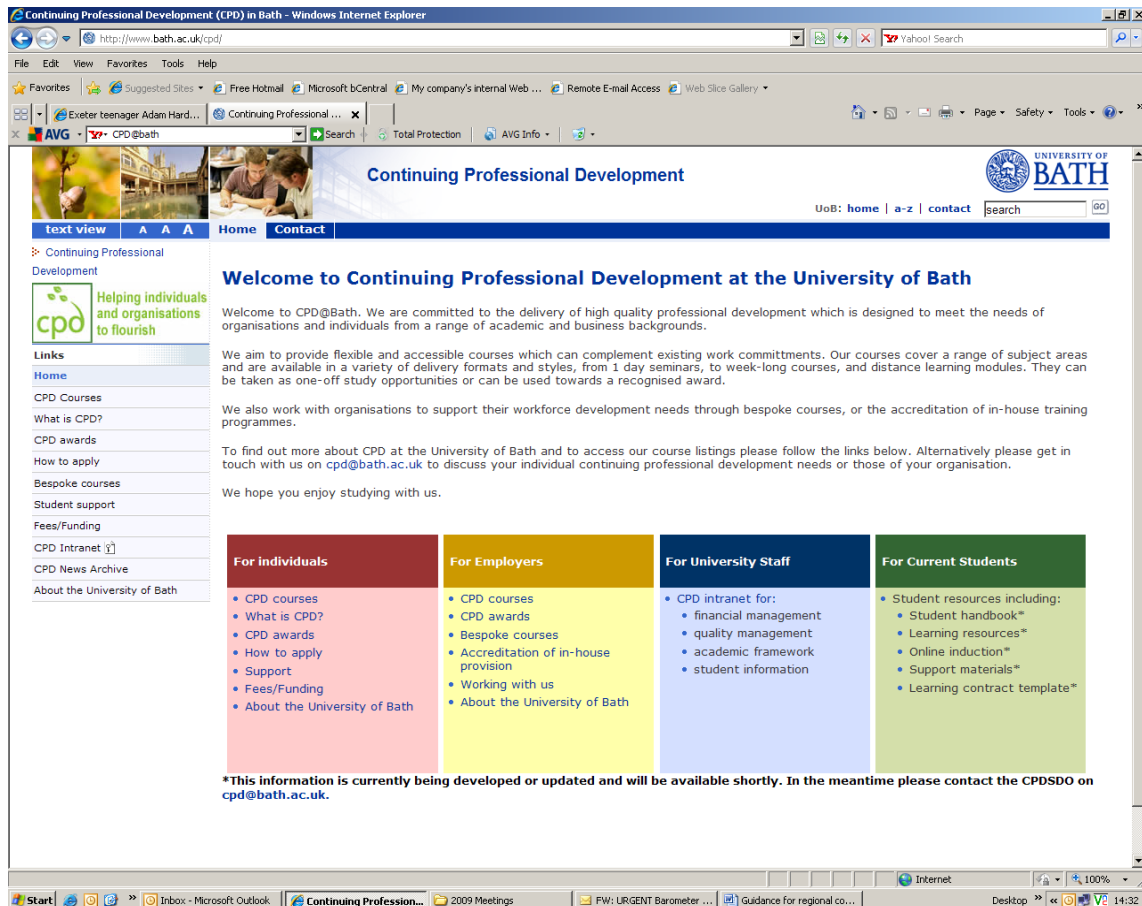 Continuing Professional Development (CPD) in Bath - Windows Internet Explorer
http://www.bath.ac.uk/cpd/
Yahoo! Search
File Edit View Favorites Tools Help
Favorites Suggested Sites Free Hotmail Microsoft bCentral My company's internal Web ... Remote E-mail Access Web Slice Gallery
Exeter teenager Adam Hard... Continuing Professional ... Page Safety Tools
AVG CPD@bath Search Total Protection AVG Info
Continuing Professional Development
UNIVERSITY OF
BATH
UoB: home | a-z | contact search GO
text view A A A Home Contact
Continuing Professional
Development
cpd
Helping individuals
and organisations
to flourish
Links
Home
CPD Courses
What is CPD?
CPD awards
How to apply
Bespoke courses
Student support
Fees/Funding
CPD Intranet
CPD News Archive
About the University of Bath
Welcome to Continuing Professional Development at the University of Bath
Welcome to CPD@Bath. We are committed to the delivery of high quality professional development which is designed to meet the needs of
organisations and individuals from a range of academic and business backgrounds.
We aim to provide flexible and accessible courses which can complement existing work committments. Our courses cover a range of subject areas
and are available in a variety of delivery formats and styles, from 1 day seminars, to week-long courses, and distance learning modules. They can
be taken as one-off study opportunities or can be used towards a recognised award.
We also work with organisations to support their workforce development needs through bespoke courses, or the accreditation of in-house training
programmes.
To find out more about CPD at the University of Bath and to access our course listings please follow the links below. Alternatively please get in
touch with us on cpd@bath.ac.uk to discuss your individual continuing professional development needs or those of your organisation.
We hope you enjoy studying with us.
For individuals
CPD courses
What is CPD?
CPD awards
How to apply
Support
Fees/Funding
About the University of Bath
For Employers
CPD courses
CPD awards
Bespoke courses
Accreditation of in-house
provision
Working with us
About the University of Bath
For University Staff
CPD intranet for:
financial management
quality management
academic framework
student information
For Current Students
Student resources including:
Student handbook*
Learning resources*
Online induction*
Support materials*
Learning contract template*
*This information is currently being developed or updated and will be available shortly. In the meantime please contact the CPDSDO on
cpd@bath.ac.uk.
Internet 100%
Start Inbox - Microsoft Outlook Continuing Profession... 2009 Meetings FW: URGENT Barometer ... Guidance for regional co... Desktop 14:32